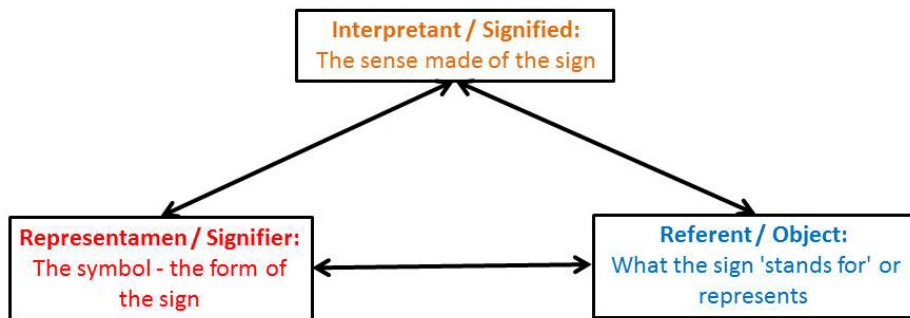 Interpretant / Signified:
The sense made of the sign
Representamen / Signifier:
The symbol - the form of
the sign
Referent / Object:
What the sign 'stands for' or
represents